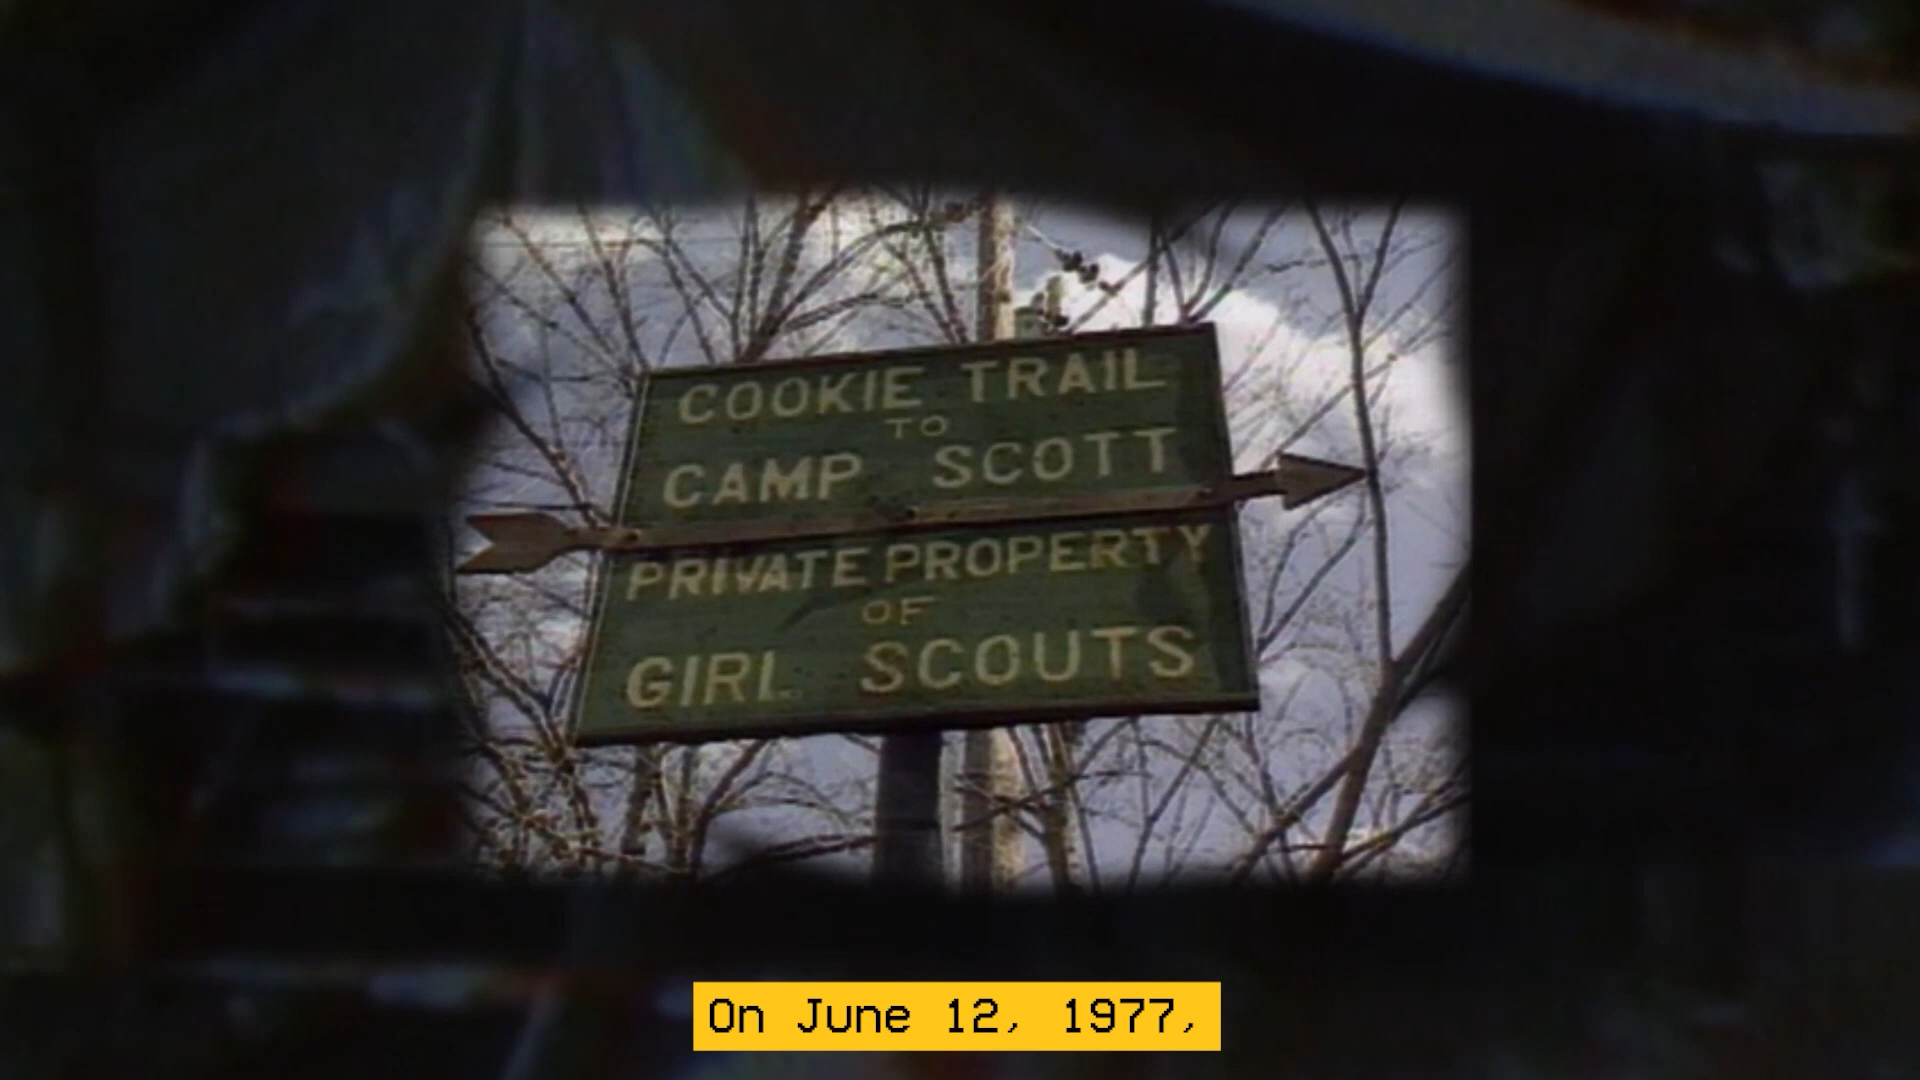 COOKIE TRAIL
TO
CAMP SCOTT
PRIVATE PROPERTY
OF
GIRL SCOUTS
On June 12, 1977,